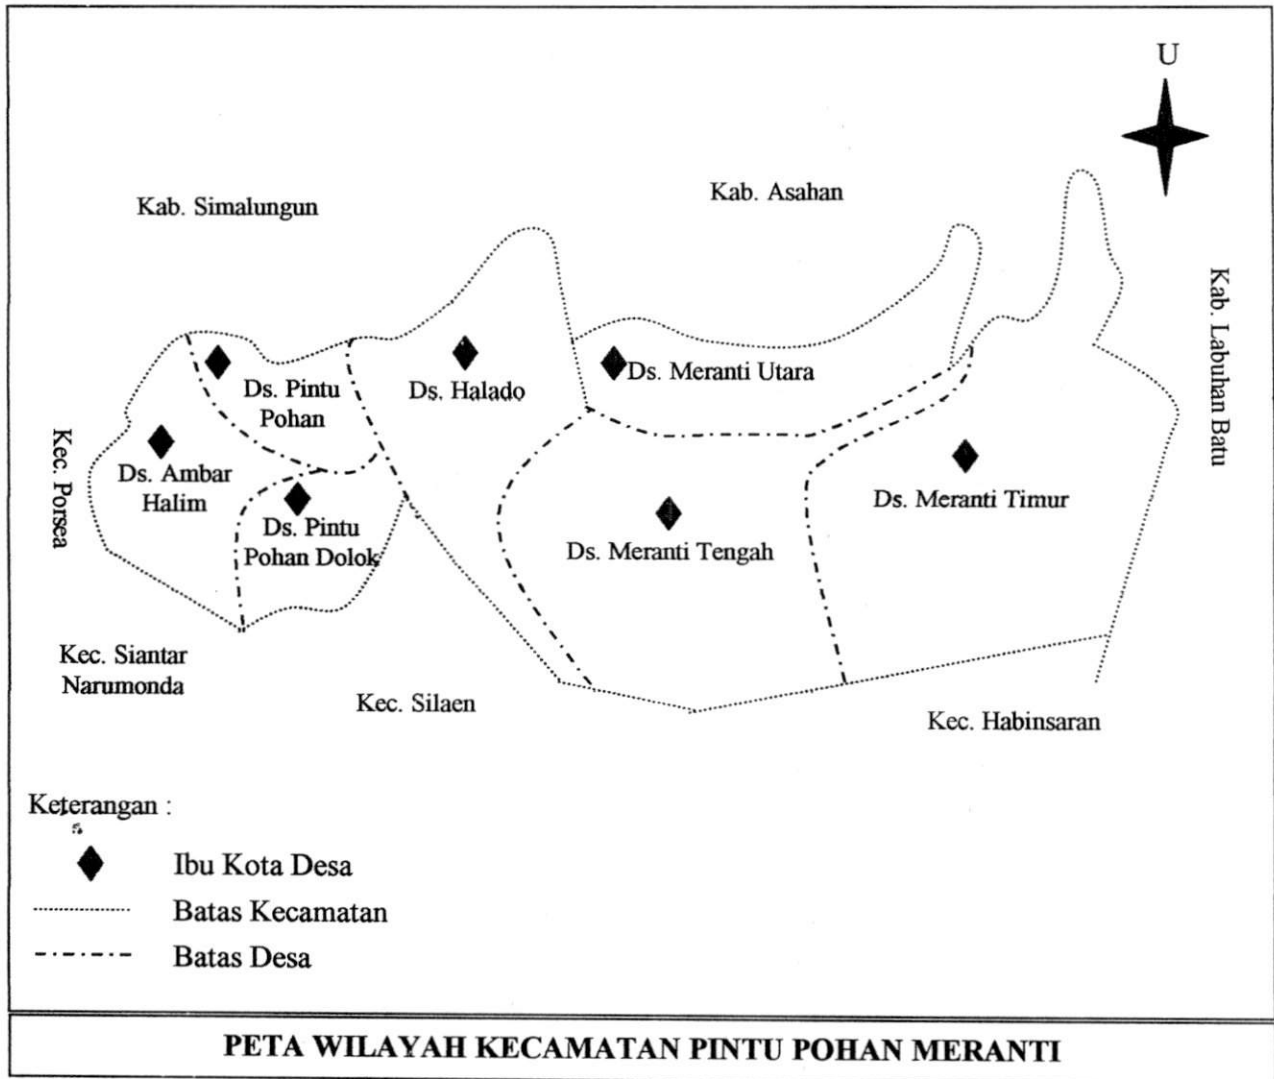 U
Kab. Simalungun
Kab. Asahan
Kab. Labuhan Batu
Ds. Pintu
Pohan
Ds. Halado
Ds. Meranti Utara
Kec. Porsea
Ds. Ambar
Halim
Ds. Pintu
Pohan Dolok
Ds. Meranti Tengah
Ds. Meranti Timur
Kec. Siantar
Narumonda
Kec. Silaen
Kec. Habinsaran
Keterangan :
Ibu Kota Desa
Batas Kecamatan
Batas Desa
PETA WILAYAH KECAMATAN PINTU POHAN MERANTI